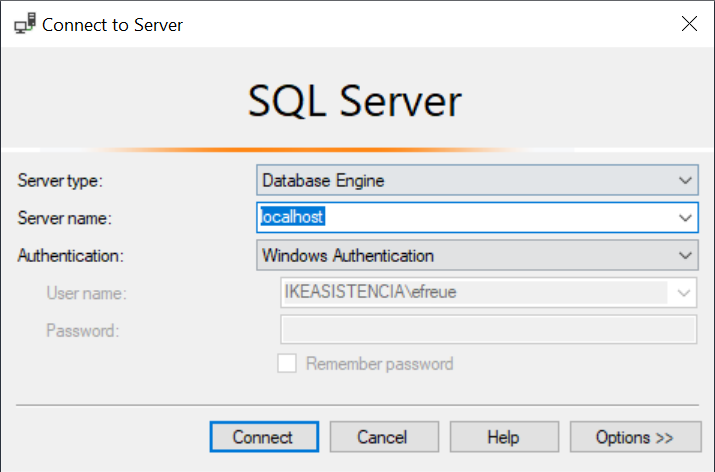 Connect to Server
SQL Server
Server type: Database Engine
Server name: localhost
Authentication: Windows Authentication
User name: IKEASISTENCIA\efreue
Password:
Remember password
Connect Cancel Help Options >>